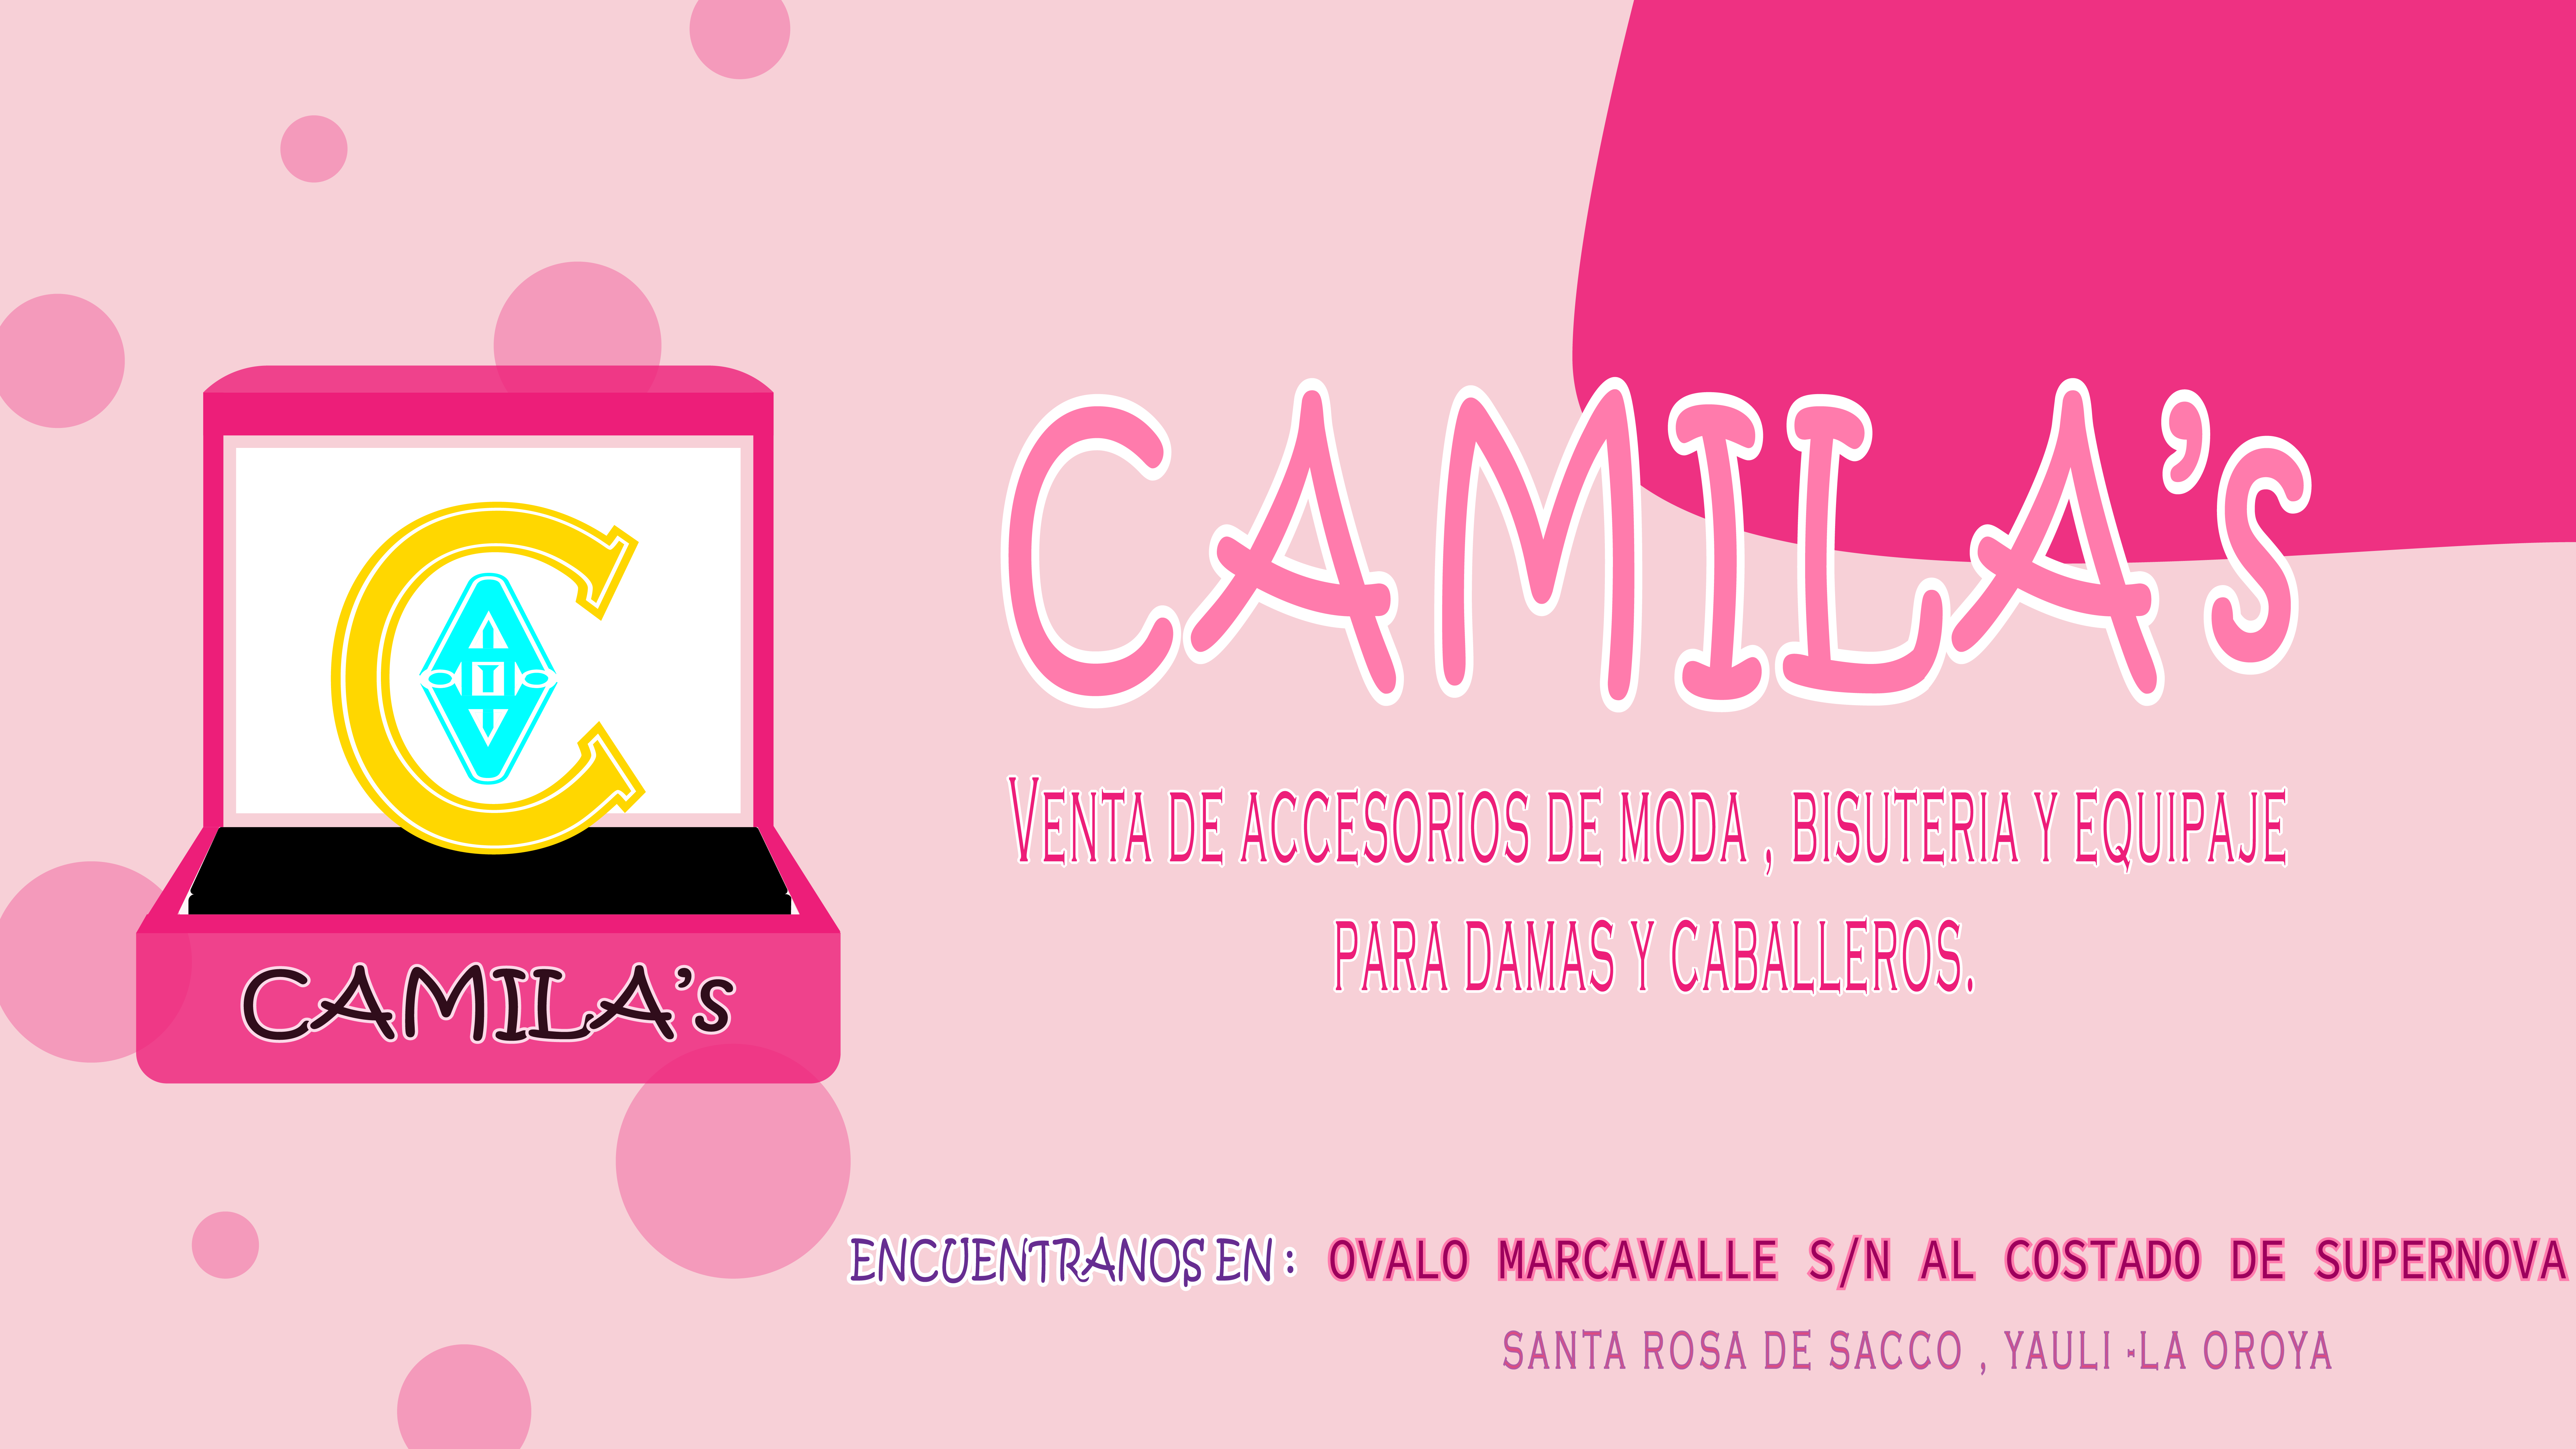 C
CAMILA's
CAMILA's
VENTA DE ACCESORIOS DE MODA , BISUTERIA Y EQUIPAJE
PARA DAMAS Y CABALLEROS.
ENCUENTRANOS EN : OVALO MARCAVALLE S/N AL COSTADO DE SUPERNOVA
SANTA ROSA DE SACCO , YAULI -LA OROYA